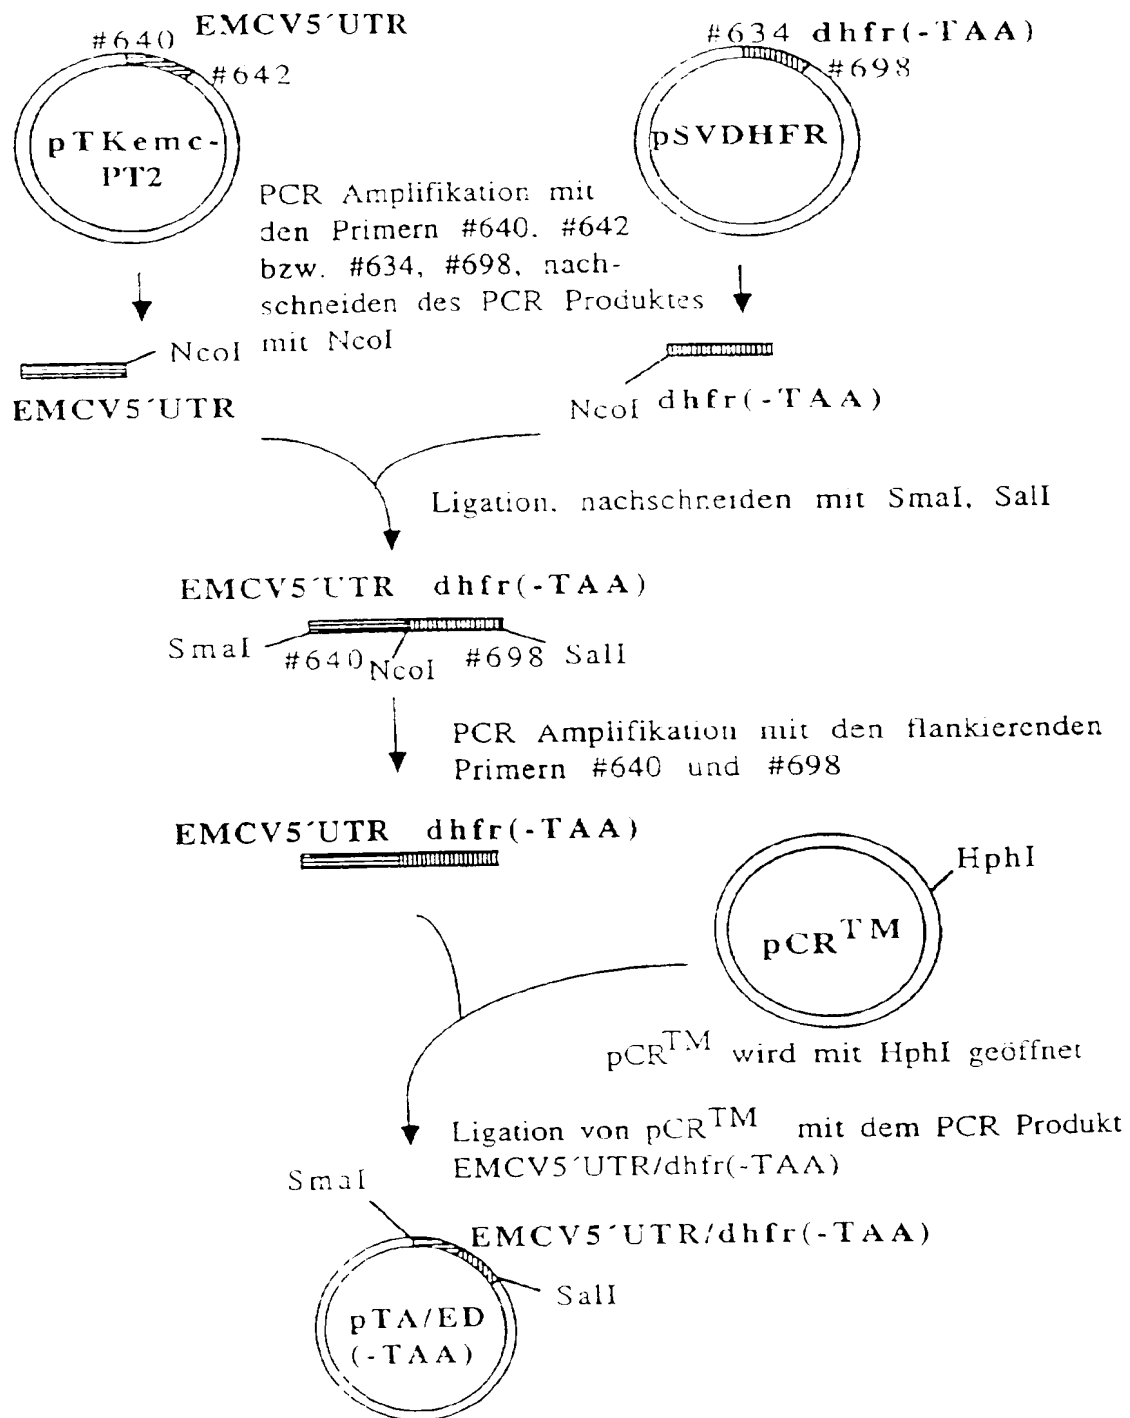 #640 EMCV5´UTR
#642
pTKemc-
PT2
#634 dhfr(-TAA)
#698
pSVDHFR
PCR Amplifikation mit
den Primern #640. #642
bzw. #634, #698, nach-
schneiden des PCR Produktes
mit NcoI
NcoI
EMCV5´UTR
NcoI dhfr(-TAA)
Ligation, nachschneiden mit SmaI, SalI
EMCV5´UTR dhfr(-TAA)
SmaI #640 NcoI #698 SalI
PCR Amplifikation mit den flankierenden
Primern #640 und #698
EMCV5´UTR dhfr(-TAA)
HphI
pCR™
pCR™ wird mit HphI geöffnet
Ligation von pCR™ mit dem PCR Produkt
EMCV5´UTR/dhfr(-TAA)
SmaI
EMCV5´UTR/dhfr(-TAA)
SalI
pTA/ED
(-TAA)